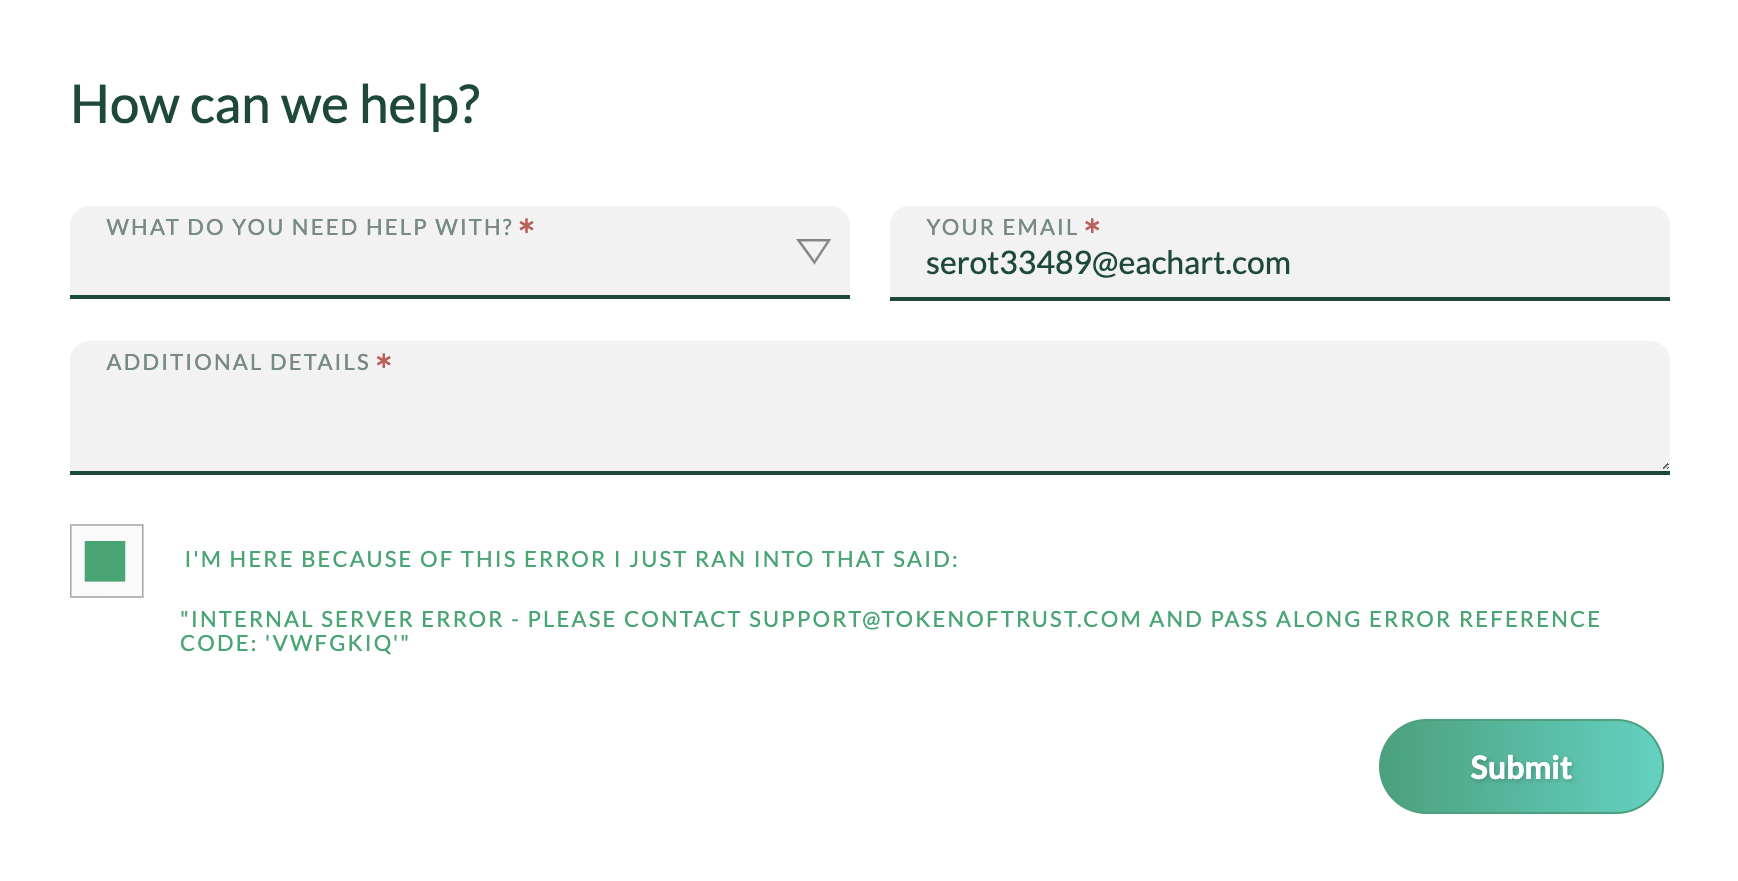 How can we help?
WHAT DO YOU NEED HELP WITH? *
YOUR EMAIL *
serot33489@eachart.com
ADDITIONAL DETAILS *
I'M HERE BECAUSE OF THIS ERROR I JUST RAN INTO THAT SAID:
"INTERNAL SERVER ERROR - PLEASE CONTACT SUPPORT@TOKENOFTRUST.COM AND PASS ALONG ERROR REFERENCE
CODE: 'VWFGKIQ'"
Submit